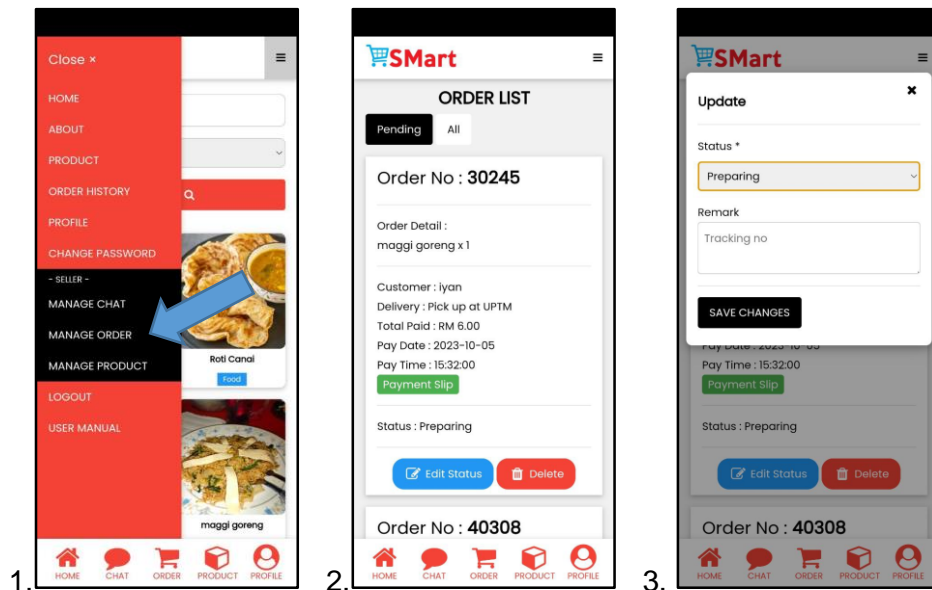 Close ×
HOME
ABOUT
PRODUCT
ORDER HISTORY
PROFILE
CHANGE PASSWORD
- SELLER -
MANAGE CHAT
MANAGE ORDER
MANAGE PRODUCT
LOGOUT
USER MANUAL
Roti Canai
Food
maggi goreng
HOME CHAT ORDER PRODUCT PROFILE
1.
SMart
ORDER LIST
Pending All
Order No : 30245
Order Detail :
maggi goreng x 1
Customer : iyan
Delivery : Pick up at UPTM
Total Paid : RM 6.00
Pay Date : 2023-10-05
Pay Time : 15:32:00
Payment Slip
Status : Preparing
Edit Status Delete
Order No : 40308
HOME CHAT ORDER PRODUCT PROFILE
2.
SMart
Update
Status *
Preparing
Remark
Tracking no
SAVE CHANGES
Pay Date : 2023-10-05
Pay Time : 15:32:00
Payment Slip
Status : Preparing
Edit Status Delete
Order No : 40308
HOME CHAT ORDER PRODUCT PROFILE
3.